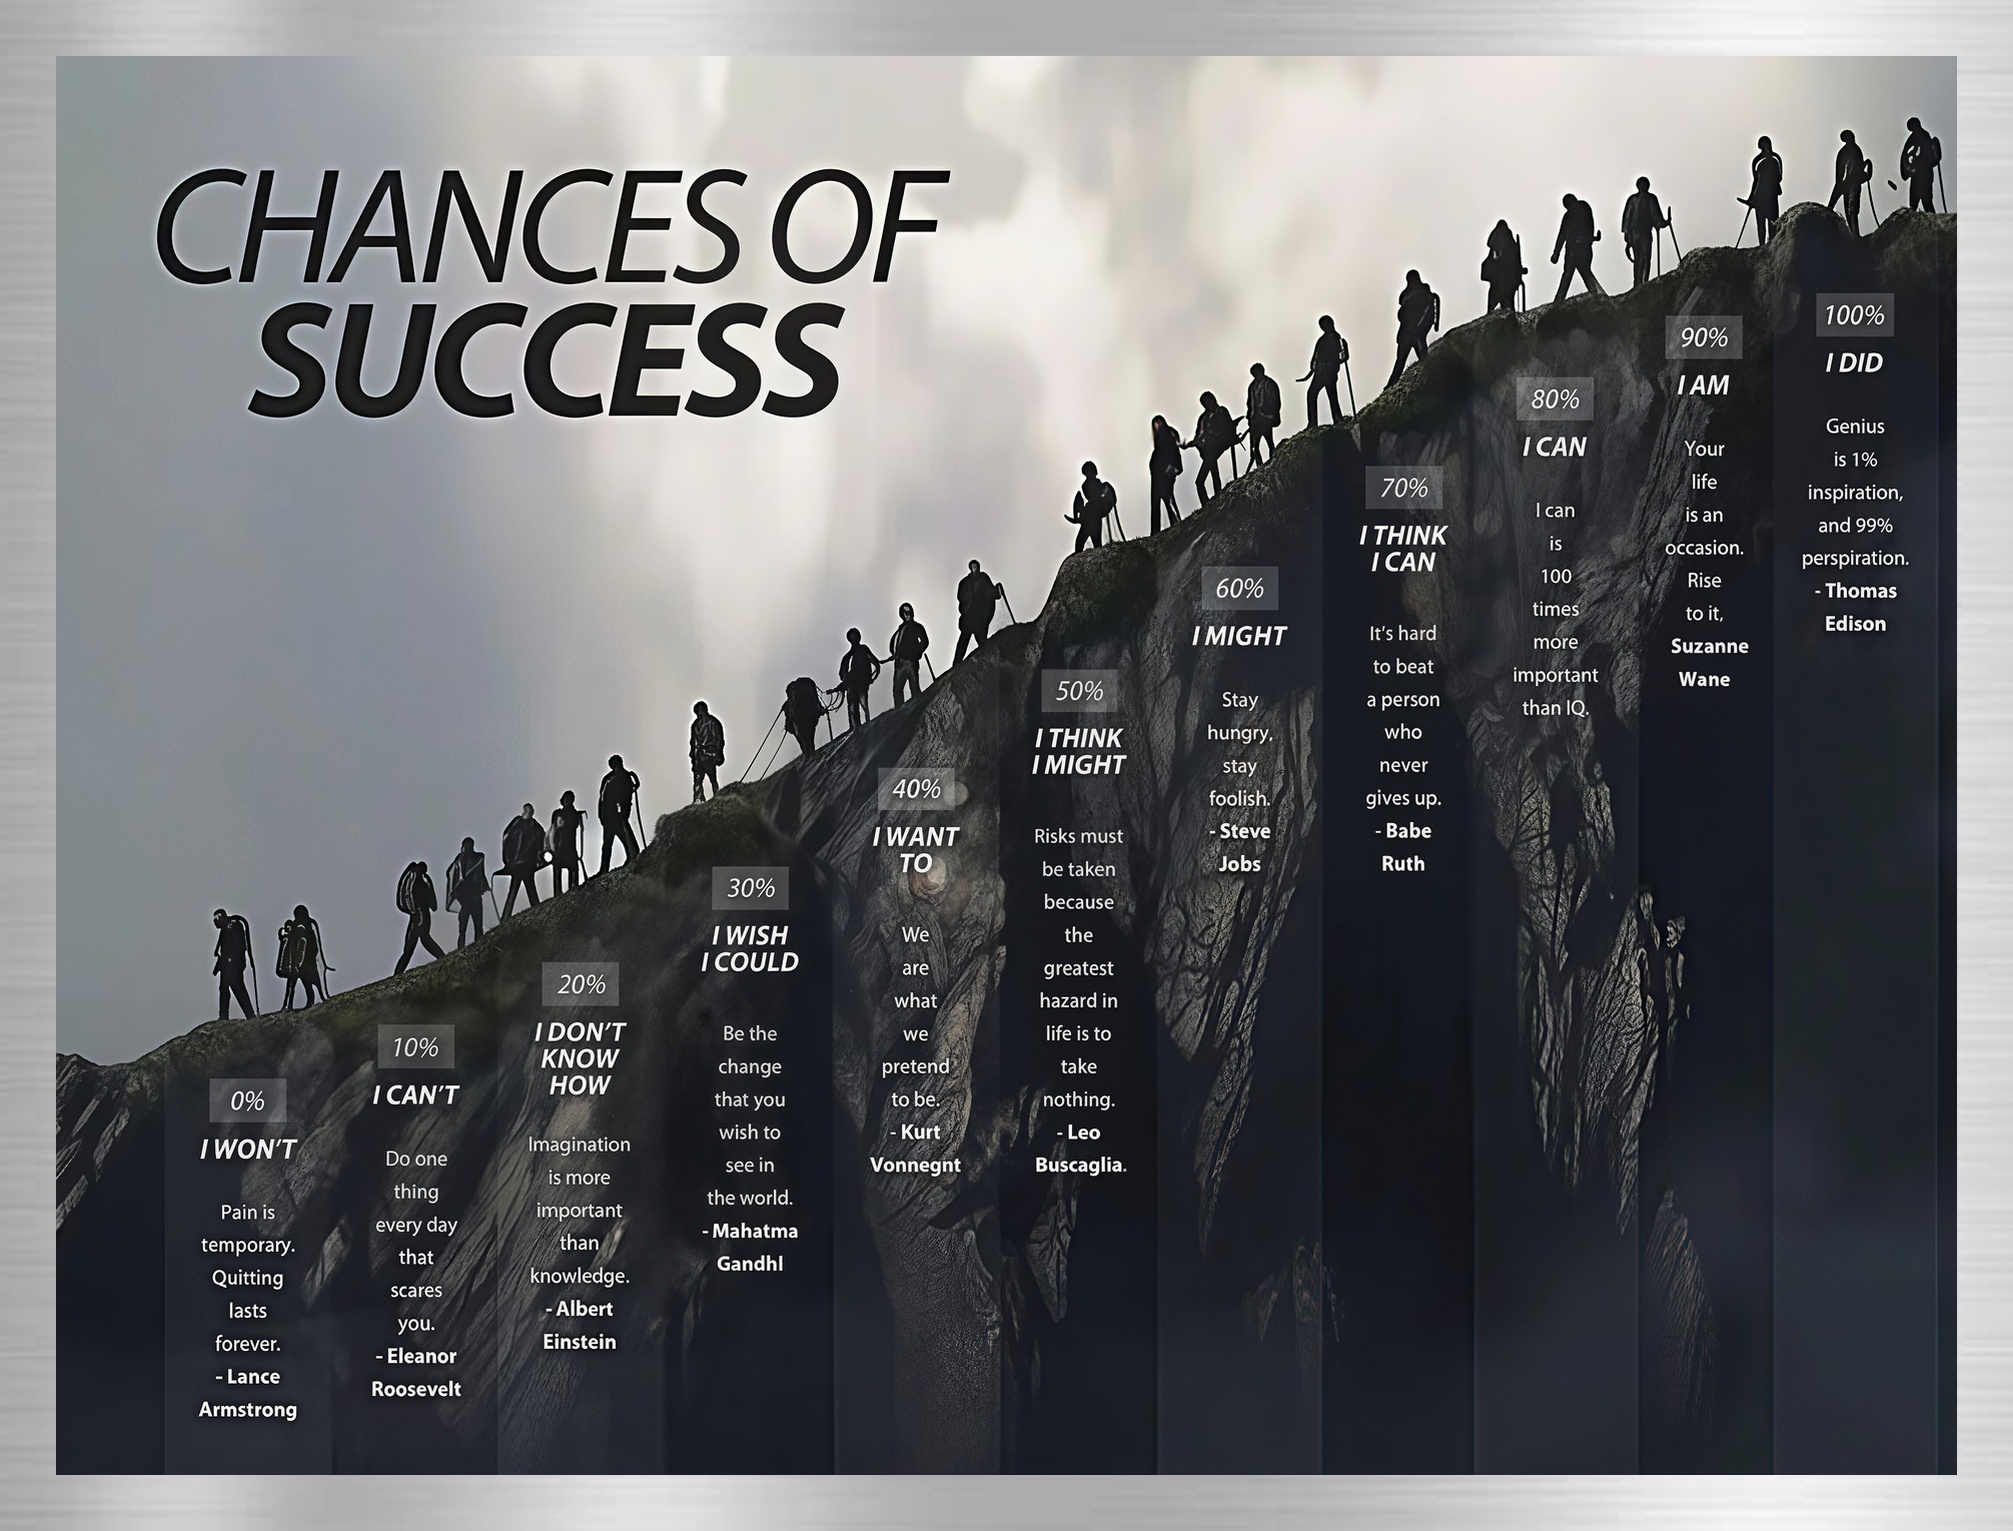 CHANCES OF
SUCCESS
0%
I WON'T
Pain is
temporary.
Quitting
lasts
forever.
- Lance
Armstrong
10%
I CAN'T
Do one
thing
every day
that
scares
you.
- Eleanor
Roosevelt
20%
I DON'T
KNOW
HOW
Imagination
is more
important
than
knowledge.
- Albert
Einstein
30%
I WISH
I COULD
Be the
change
that you
wish to
see in
the world.
- Mahatma
Gandhl
40%
I WANT
TO
We
are
what
we
pretend
to be.
- Kurt
Vonnegnt
50%
I THINK
I MIGHT
Risks must
be taken
because
the
greatest
hazard in
life is to
take
nothing.
- Leo
Buscaglia.
60%
I MIGHT
Stay
hungry,
stay
foolish.
- Steve
Jobs
70%
I THINK
I CAN
It's hard
to beat
a person
who
never
gives up.
- Babe
Ruth
80%
I CAN
I can
is
100
times
more
important
than IQ.
90%
I AM
Your
life
is an
occasion.
Rise
to it,
Suzanne
Wane
100%
I DID
Genius
is 1%
inspiration,
and 99%
perspiration.
- Thomas
Edison